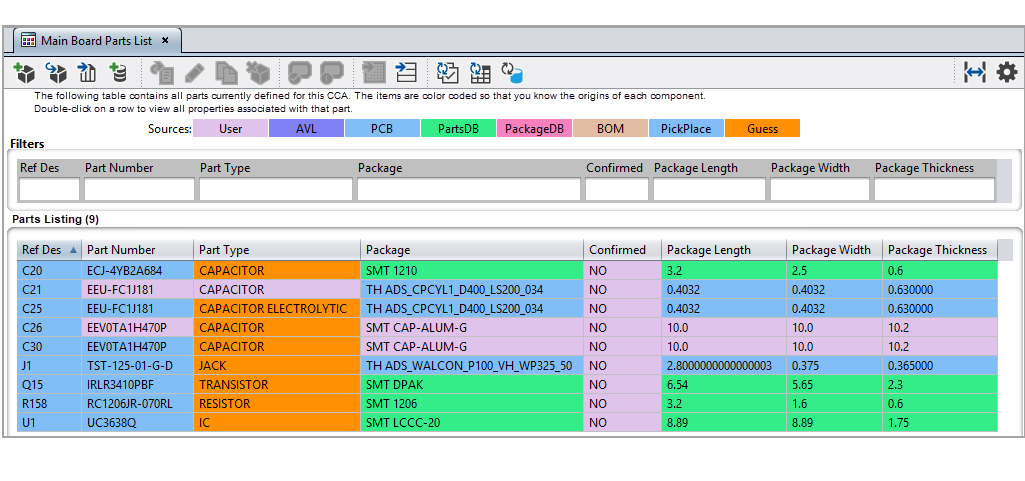 Main Board Parts List ×
The following table contains all parts currently defined for this CCA. The items are color coded so that you know the origins of each component.
Double-click on a row to view all properties associated with that part.
Sources: User AVL PCB PartsDB PackageDB BOM PickPlace Guess
Filters
Ref Des Part Number Part Type Package Confirmed Package Length Package Width Package Thickness
Parts Listing (9)
Ref Des Part Number Part Type Package Confirmed Package Length Package Width Package Thickness
C20 ECJ-4YB2A684 CAPACITOR SMT 1210 NO 3.2 2.5 0.6
C21 EEU-FC1J181 CAPACITOR TH ADS_CPCYL1_D400_LS200_034 NO 0.4032 0.4032 0.630000
C25 EEU-FC1J181 CAPACITOR ELECTROLYTIC TH ADS_CPCYL1_D400_LS200_034 NO 0.4032 0.4032 0.630000
C26 EEV0TA1H470P CAPACITOR SMT CAP-ALUM-G NO 10.0 10.0 10.2
C30 EEV0TA1H470P CAPACITOR SMT CAP-ALUM-G NO 10.0 10.0 10.2
J1 TST-125-01-G-D JACK TH ADS_WALCON_P100_VH_WP325_50 NO 2.8000000000000003 0.375 0.365000
Q15 IRLR3410PBF TRANSISTOR SMT DPAK NO 6.54 5.65 2.3
R158 RC1206JR-070RL RESISTOR SMT 1206 NO 3.2 1.6 0.6
U1 UC3638Q IC SMT LCCC-20 NO 8.89 8.89 1.75